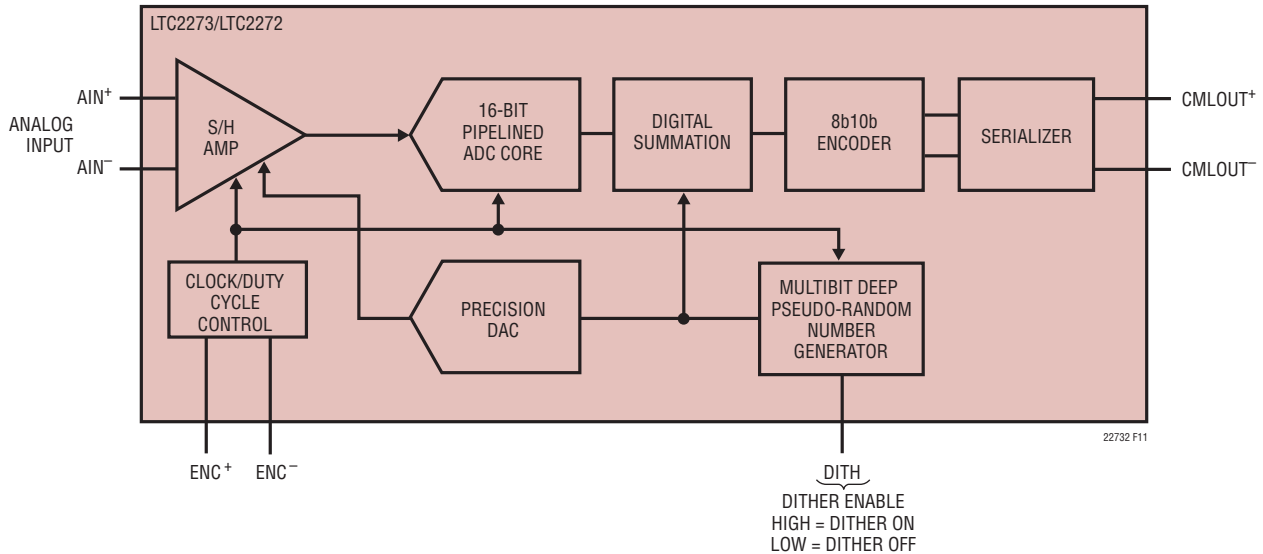 LTC2273/LTC2272
AIN+
ANALOG
INPUT
AIN−
S/H
AMP
16-BIT
PIPELINED
ADC CORE
DIGITAL
SUMMATION
8b10b
ENCODER
SERIALIZER
CMLOUT+
CMLOUT−
CLOCK/DUTY
CYCLE
CONTROL
PRECISION
DAC
MULTIBIT DEEP
PSEUDO-RANDOM
NUMBER
GENERATOR
22732 F11
ENC+
ENC−
DITH
DITHER ENABLE
HIGH = DITHER ON
LOW = DITHER OFF